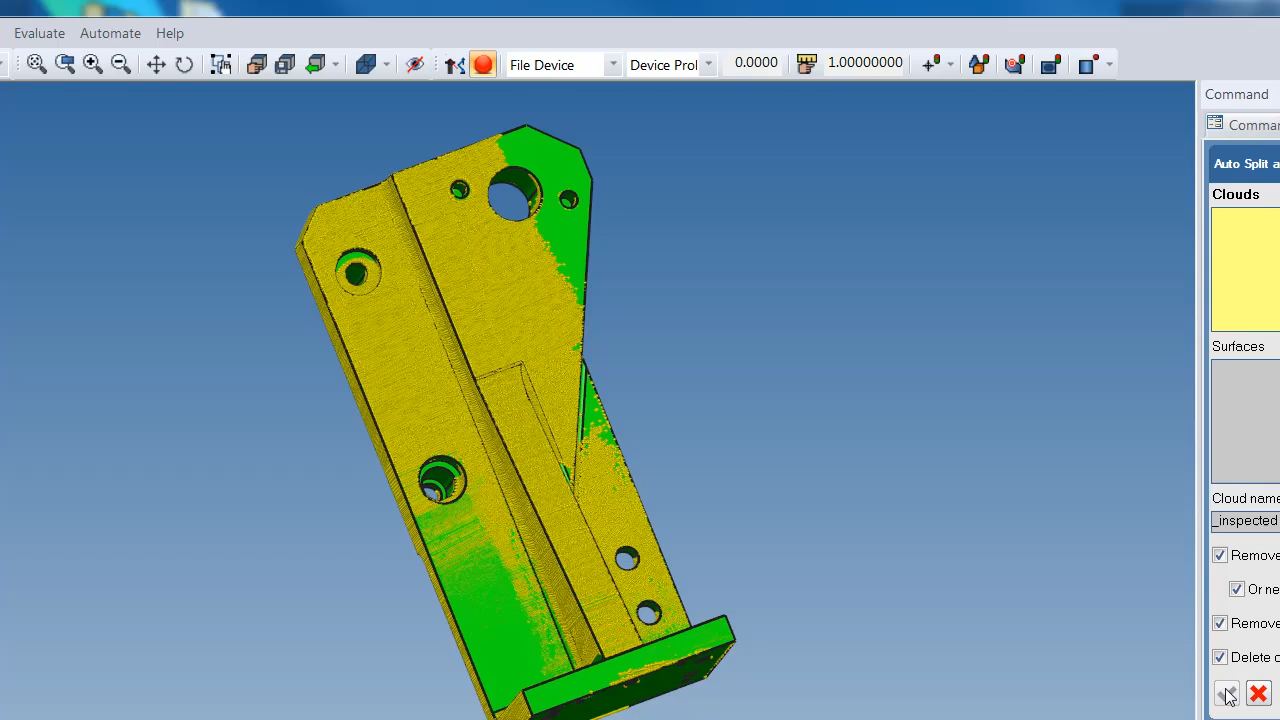 Evaluate Automate Help
File Device Device Prol 0.0000 1.00000000
Command
Comma
Auto Split a
Clouds
Surfaces
Cloud name
_inspected
Remove
Or ne
Remove
Delete c